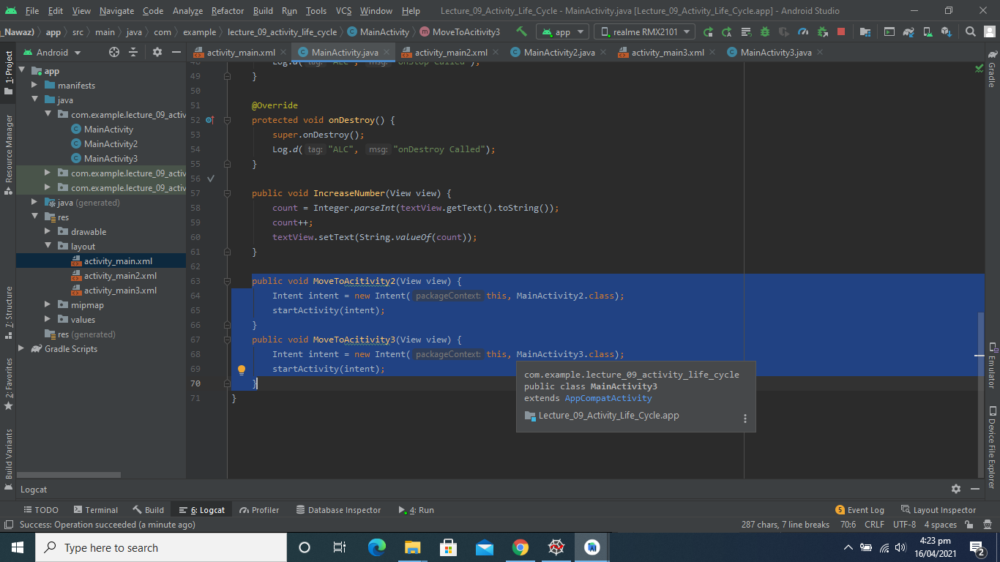 File Edit View Navigate Code Analyze Refactor Build Run Tools VCS Window Help Lecture_09_Activity_Life_Cycle - MainActivity.java [Lecture_09_Activity_Life_Cycle.app] - Android Studio
_Nawaz) app src main java com example lecture_09_activity_life_cycle MainActivity MoveToAcitivity3 app realme RMX2101
Android activity_main.xml MainActivity.java activity_main2.xml MainActivity2.java activity_main3.xml MainActivity3.java
1: Project
Resource Manager
7: Structure
2: Favorites
Build Variants
app
manifests
java
com.example.lecture_09_activ
MainActivity
MainActivity2
MainActivity3
com.example.lecture_09_activ
com.example.lecture_09_activ
java (generated)
res
drawable
layout
activity_main.xml
activity_main2.xml
activity_main3.xml
mipmap
values
res (generated)
Gradle Scripts
48 Log.d( tag: "ALC", msg: "onStop Called");
49 }
50
51 @Override
52 protected void onDestroy() {
53 super.onDestroy();
54 Log.d( tag: "ALC", msg: "onDestroy Called");
55 }
56
57 public void IncreaseNumber(View view) {
58 count = Integer.parseInt(textView.getText().toString());
59 count++;
60 textView.setText(String.valueOf(count));
61 }
62
63 public void MoveToAcitivity2(View view) {
64 Intent intent = new Intent( packageContext: this, MainActivity2.class);
65 startActivity(intent);
66 }
67 public void MoveToAcitivity3(View view) {
68 Intent intent = new Intent( packageContext: this, MainActivity3.class);
69 startActivity(intent);
70 }
71 }
com.example.lecture_09_activity_life_cycle
public class MainActivity3
extends AppCompatActivity
Lecture_09_Activity_Life_Cycle.app
Gradle
Emulator
Device File Explorer
Logcat
TODO Terminal Build 6: Logcat Profiler Database Inspector 4: Run 5 Event Log Layout Inspector
Success: Operation succeeded (a minute ago) 287 chars, 7 line breaks 70:6 CRLF UTF-8 4 spaces
Type here to search
4:23 pm
16/04/2021
2